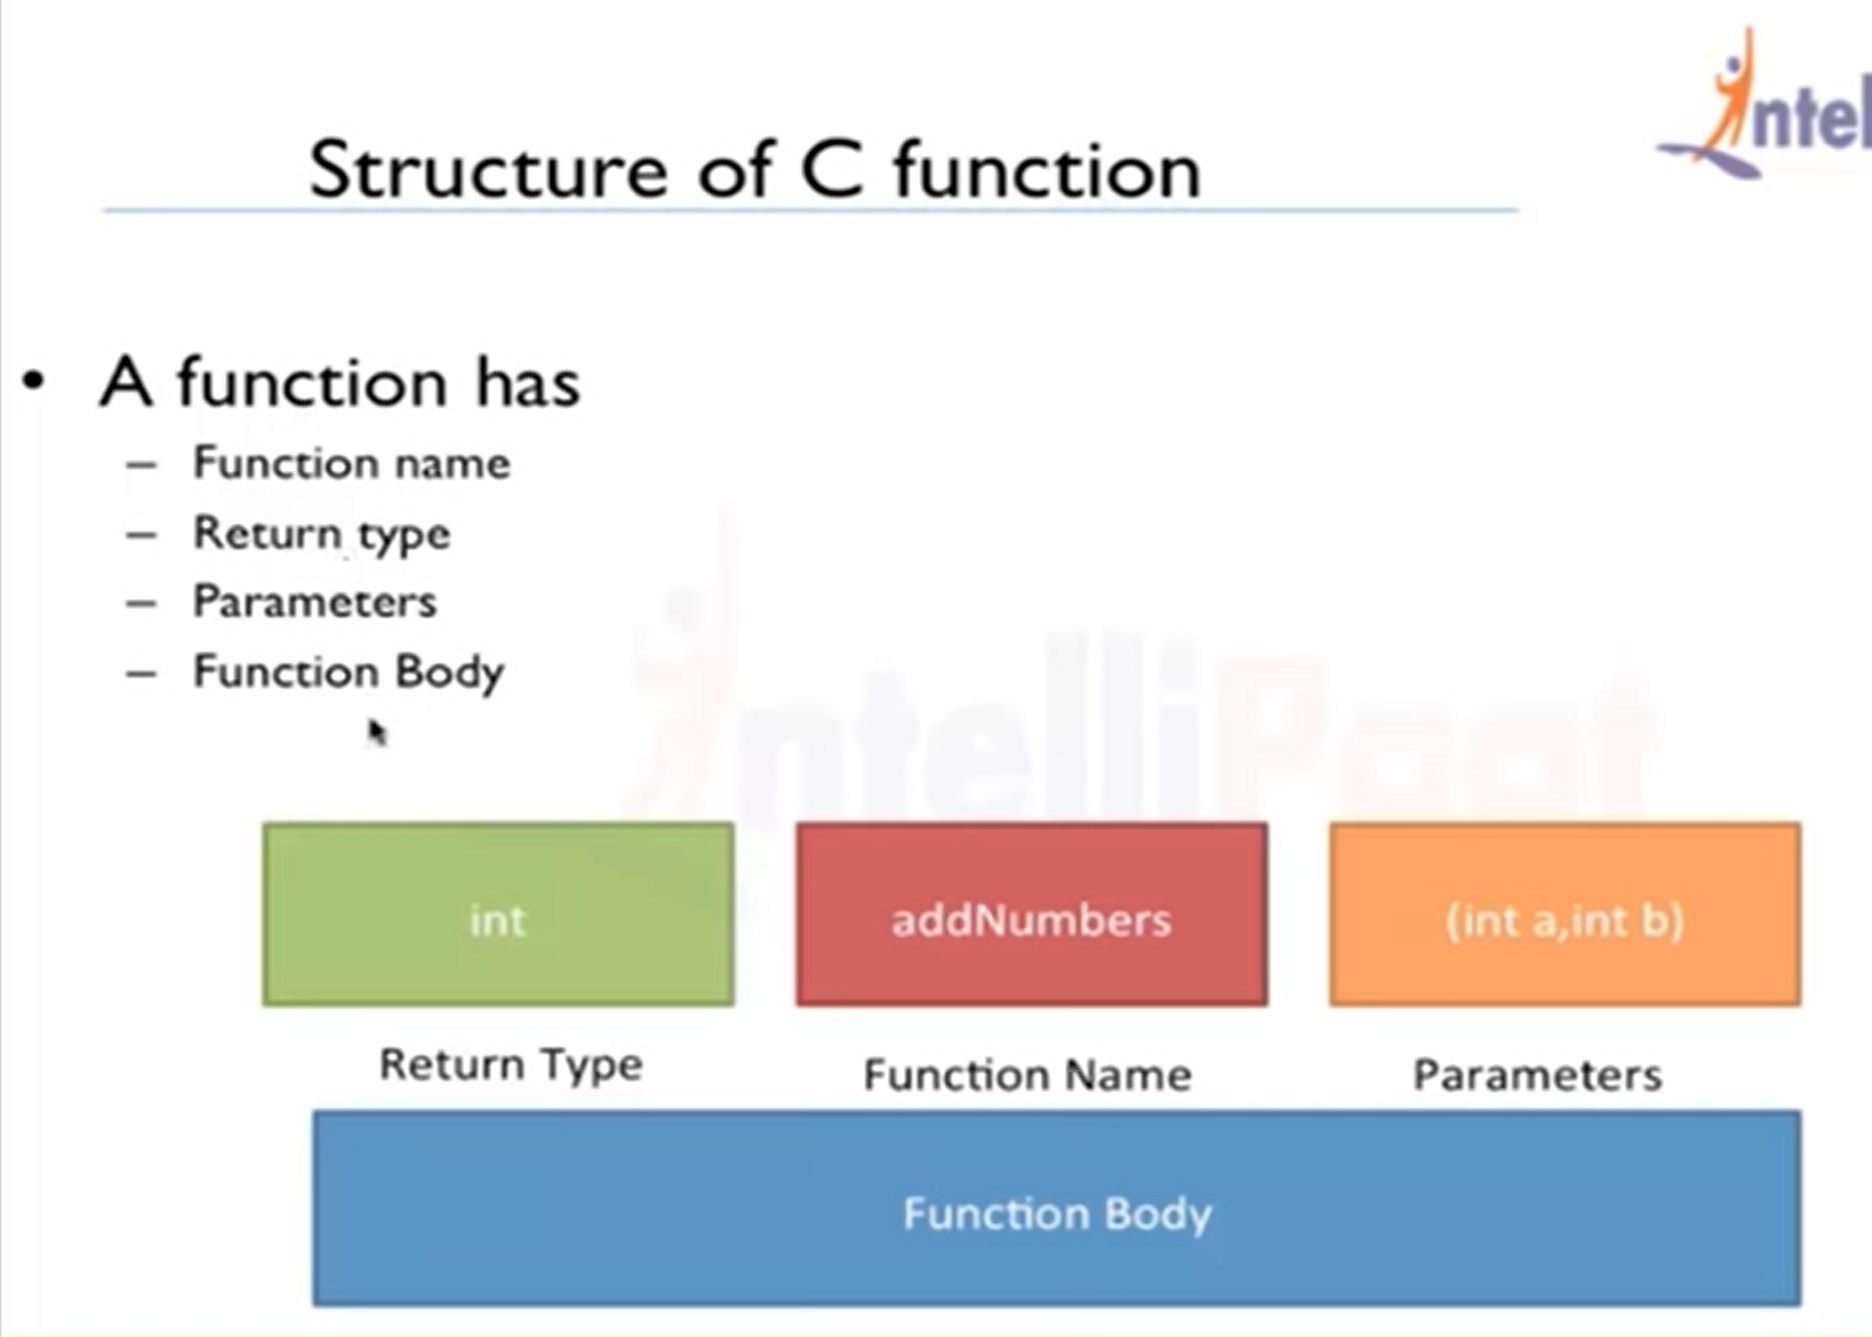 ntel
Structure of C function
• A function has
– Function name
– Return type
– Parameters
– Function Body
IntelliPaat
int
addNumbers
(int a,int b)
Return Type
Function Name
Parameters
Function Body